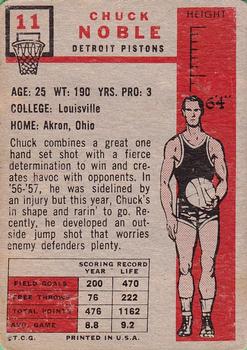 11
CHUCK
NOBLE
DETROIT PISTONS
HEIGHT
6'4"
AGE: 25 WT: 190 YRS. PRO: 3
COLLEGE: Louisville
HOME: Akron, Ohio
Chuck combines a great one
hand set shot with a fierce
determination to win and creates
havoc with opponents. In
'56-'57, he was sidelined by
an injury but this year, Chuck's
in shape and rarin' to go. Re-
cently, he developed an out-
side jump shot that worries
enemy defenders plenty.
SCORING RECORD
YEAR LIFE
FIELD GOALS 200 470
FREE THROWS 76 222
TOTAL POINTS 476 1162
AVG. GAME 8.8 9.2
©T.C.G. PRINTED IN U.S.A.